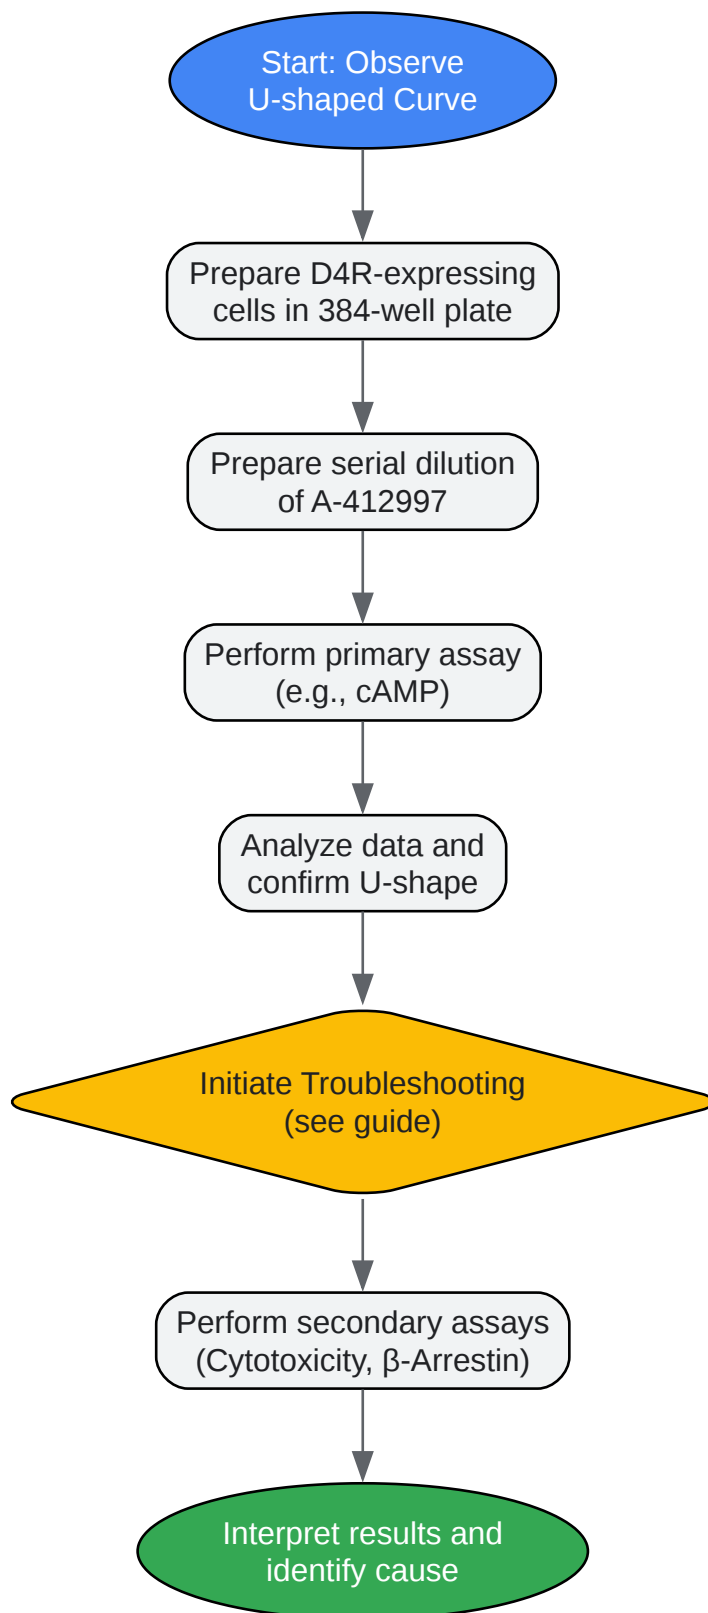 Start: Observe
U-shaped Curve
Prepare D4R-expressing
cells in 384-well plate
Prepare serial dilution
of A-412997
Perform primary assay
(e.g., cAMP)
Analyze data and
confirm U-shape
Initiate Troubleshooting
(see guide)
Perform secondary assays
(Cytotoxicity, β-Arrestin)
Interpret results and
identify cause